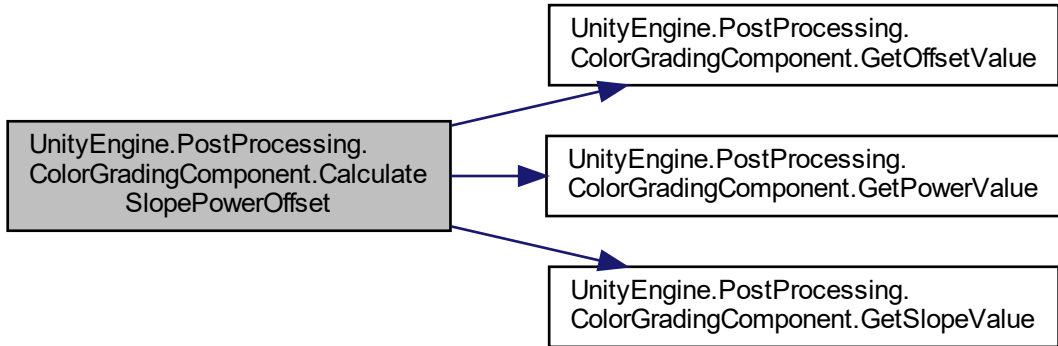 UnityEngine.PostProcessing.
ColorGradingComponent.Calculate
SlopePowerOffset
UnityEngine.PostProcessing.
ColorGradingComponent.GetOffsetValue
UnityEngine.PostProcessing.
ColorGradingComponent.GetPowerValue
UnityEngine.PostProcessing.
ColorGradingComponent.GetSlopeValue